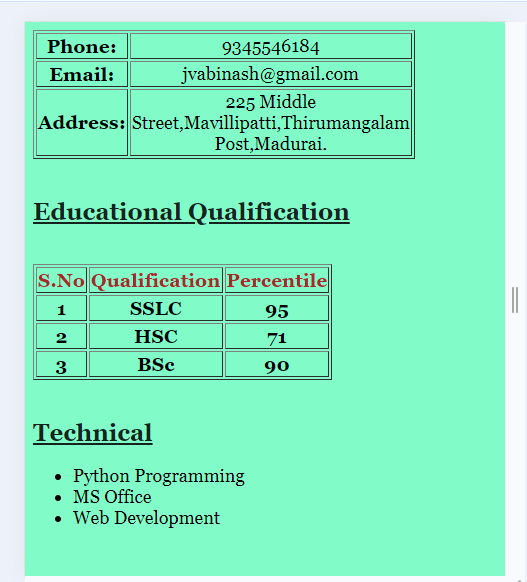 Phone: 9345546184
Email: jvabinash@gmail.com
225 Middle
Address: Street,Mavillipatti,Thirumangalam
Post,Madurai.
Educational Qualification
S.No Qualification Percentile
1 SSLC 95
2 HSC 71
3 BSc 90
Technical
Python Programming
MS Office
Web Development